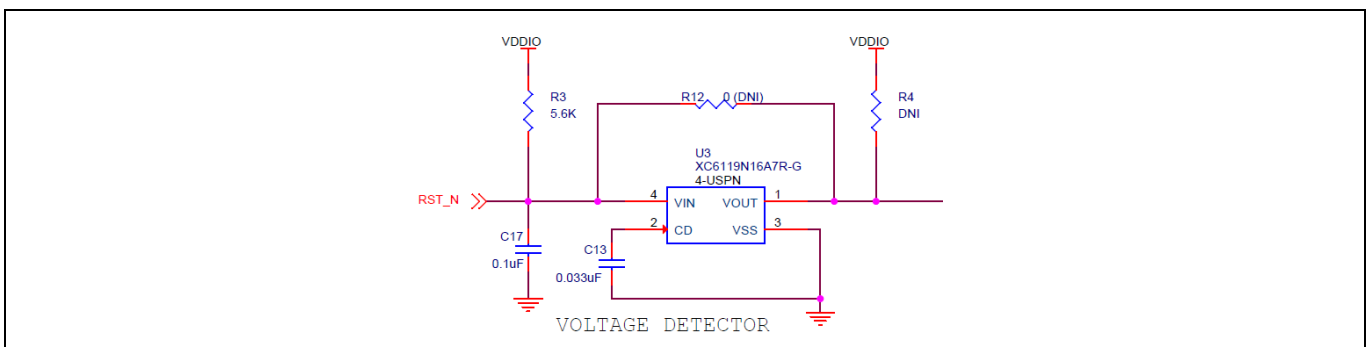 VDDIO
VDDIO
R3
5.6K
R12
0 (DNI)
R4
DNI
U3
XC6119N16A7R-G
4-USPN
RST_N
4
VIN
VOUT
1
2
CD
VSS
3
C17
0.1uF
C13
0.033uF
VOLTAGE DETECTOR